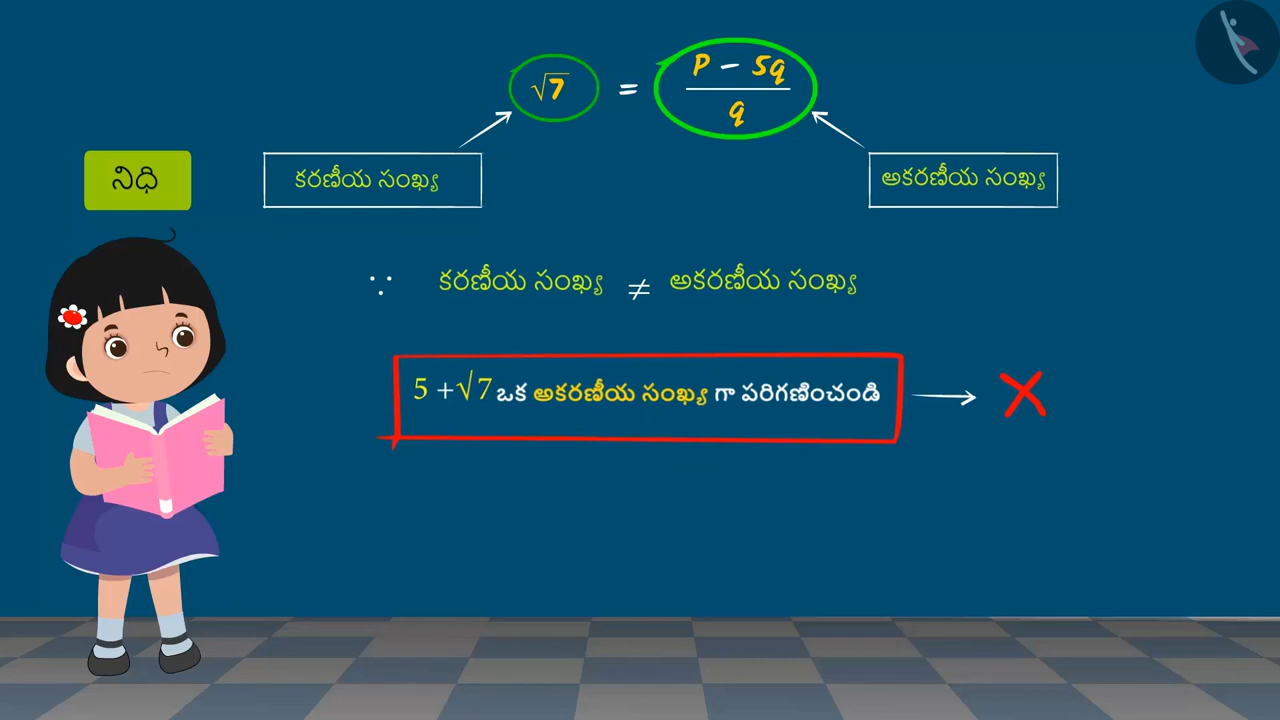 √7 = P - 5q / q
నిధి
కరణీయ సంఖ్య
అకరణీయ సంఖ్య
∵ కరణీయ సంఖ్య ≠ అకరణీయ సంఖ్య
5 + √7 ఒక అకరణీయ సంఖ్య గా పరిగణించండి → X